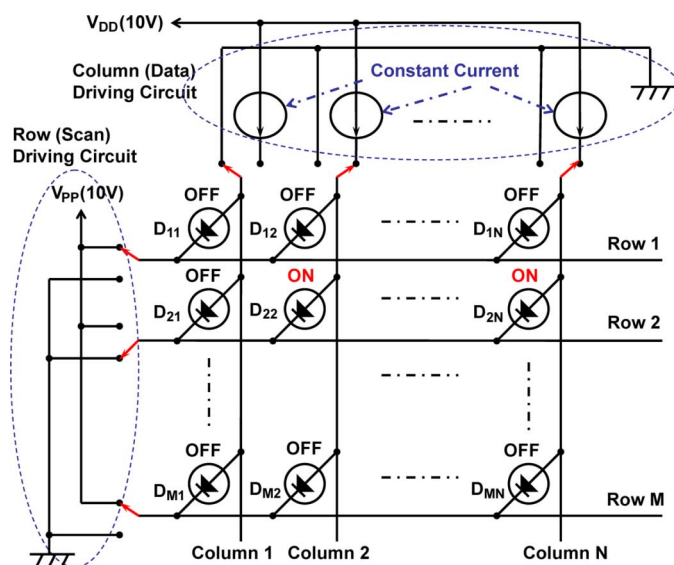 V_DD(10V)
Column (Data)
Driving Circuit
Constant Current
Row (Scan)
Driving Circuit
V_PP(10V)
OFF OFF OFF
D_11 D_12 D_1N
Row 1
OFF ON ON
D_21 D_22 D_2N
Row 2
OFF OFF OFF
D_M1 D_M2 D_MN
Row M
Column 1 Column 2 Column N